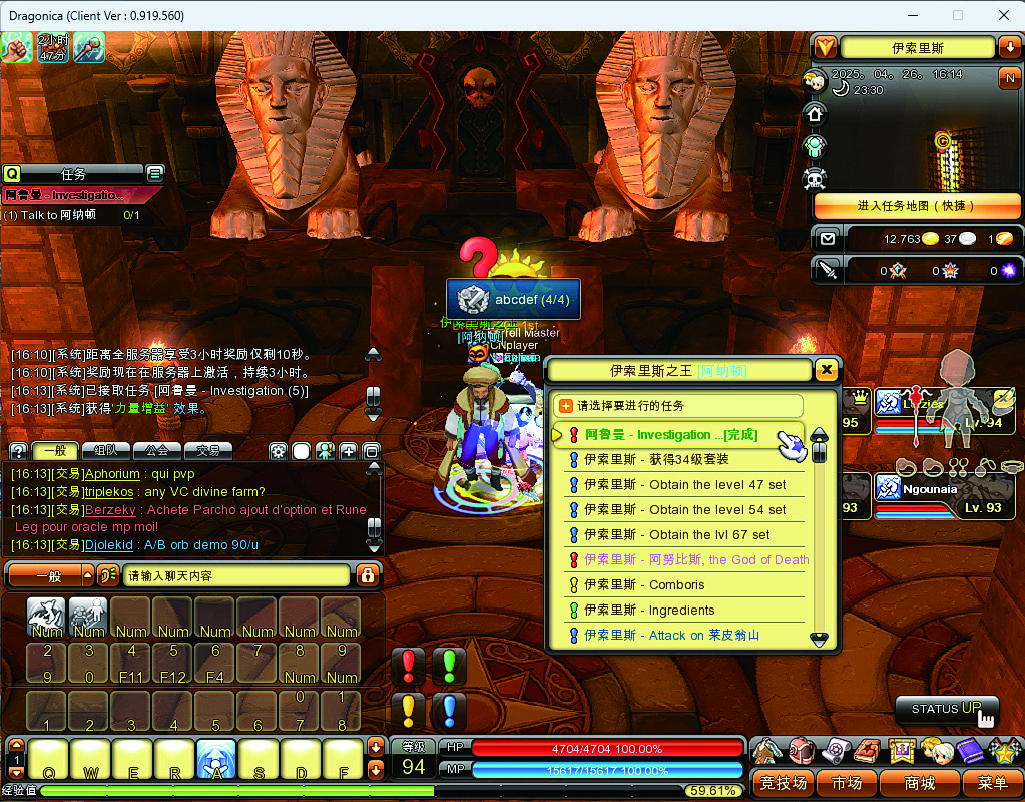 Dragonica (Client Ver : 0.919.560)
2小时
47分
伊索里斯
2025。04。26。 16:14
23:30
N
进入任务地图 ( 快捷 )
12.763 37 1
0 0 0
Q 任务
阿鲁曼 - Investigatio...
(1) Talk to 阿纳顿 0/1
abcdef (4/4)
[阿纳顿]
CNplayer
[16:10][系统]距离全服务器享受3小时奖励仅剩10秒。
[16:10][系统]奖励现在在服务器上激活，持续3小时。
[16:13][系统]已接取任务 [阿鲁曼 - Investigation (5)]
[16:13][系统]获得'力量增益' 效果。
一般 组队 公会 交易
[16:13][交易]Aphorium : qui pvp
[16:13][交易]triplekos : any VC divine farm?
[16:13][交易]Berzeky : Achete Parcho ajout d'option et Rune
Leg pour oracle mp moi!
[16:13][交易]Djolekid : A/B orb demo 90/u
一般 请输入聊天内容
伊索里斯之王 [阿纳顿]
请选择要进行的任务
阿鲁曼 - Investigation ...[完成]
伊索里斯 - 获得34级套装
伊索里斯 - Obtain the level 47 set
伊索里斯 - Obtain the level 54 set
伊索里斯 - Obtain the lvl 67 set
伊索里斯 - 阿努比斯, the God of Death
伊索里斯 - Comboris
伊索里斯 - Ingredients
伊索里斯 - Attack on 莱皮翁山
95
Lv. 94
Ngounaia
93
Lv. 93
Num Num Num Num Num Num Num Num
2 3 4 5 6 7 8 9
9 0 F11 F12 F4 Num Num
0 1
1 2 3 4 5 6 7 8
STATUS UP
1
Q W E R A S D F
等级
94
HP 4704/4704 100.00%
MP 15617/15617 100.00%
经验值 59.61%
竞技场 市场 商城 菜单